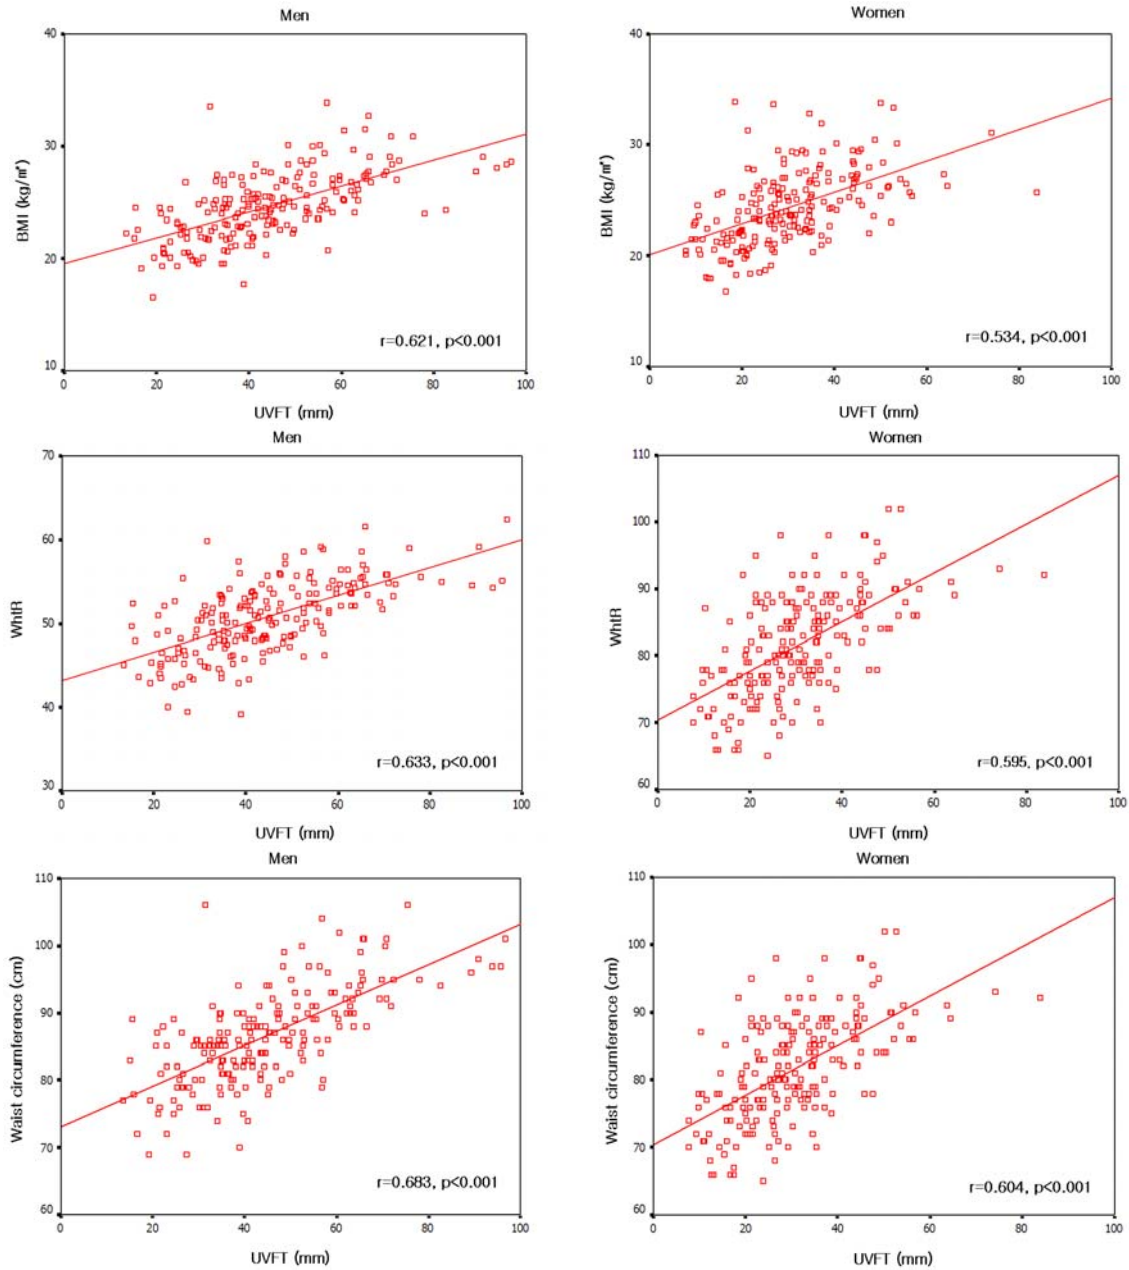 Men
40
30
20
10
BMI (kg/㎡)
r=0.621, p<0.001
0 20 40 60 80 100
UVFT (mm)
Women
40
30
20
10
BMI (kg/㎡)
r=0.534, p<0.001
0 20 40 60 80 100
UVFT (mm)
Men
70
60
50
40
30
WhtR
r=0.633, p<0.001
0 20 40 60 80 100
UVFT (mm)
Women
110
100
90
80
70
60
WhtR
r=0.595, p<0.001
0 20 40 60 80 100
UVFT (mm)
Men
110
100
90
80
70
60
Waist circumference (cm)
r=0.683, p<0.001
0 20 40 60 80 100
UVFT (mm)
Women
110
100
90
80
70
60
Waist circumference (cm)
r=0.604, p<0.001
0 20 40 60 80 100
UVFT (mm)